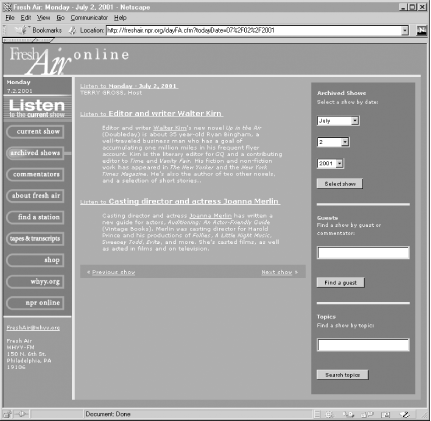 Fresh Air: Monday - July 2, 2001 - Netscape
File Edit View Go Communicator Help
Bookmarks Location: http://freshair.npr.org/dayFA.cfm?todayDate=07%2F02%2F2001
Fresh Air online
Monday
7.2.2001
Listen
to the current show
current show
archived shows
commentators
about fresh air
find a station
tapes & transcripts
shop
whyy.org
npr online
FreshAir@whyy.org
Fresh Air
WHYY-FM
150 N. 6th St.
Philadelphia, PA
19106
Listen to Monday - July 2, 2001
TERRY GROSS, Host
Listen to Editor and writer Walter Kirn
Editor and writer Walter Kirn's new novel Up in the Air
(Doubleday) is about 35 year-old Ryan Bingham, a
well-traveled business man who has a goal of
accumulating one million miles in his frequent flyer
account. Kirn is the literary editor for GQ and a contributing
editor to Time and Vanity Fair. His fiction and non-fiction
work has appeared in The New Yorker and the New York
Times Magazine. He's also the author of two other novels,
and a selection of short stories..
Listen to Casting director and actress Joanna Merlin
Casting director and actress Joanna Merlin has written a
new guide for actors, Auditioning: An Actor-Friendly Guide
(Vintage Books). Merlin was casting director for Harold
Prince and his productions of Follies, A Little Night Music,
Sweeney Todd, Evita, and more. She's casted films, as well
as acted in films and on television.
< Previous show
Next show >
Archived Shows
Select a show by date:
July
2
2001
Select show
Guests
Find a show by guest or
commentator:
Find a guest
Topics
Find a show by topics
Search topics
Document: Done